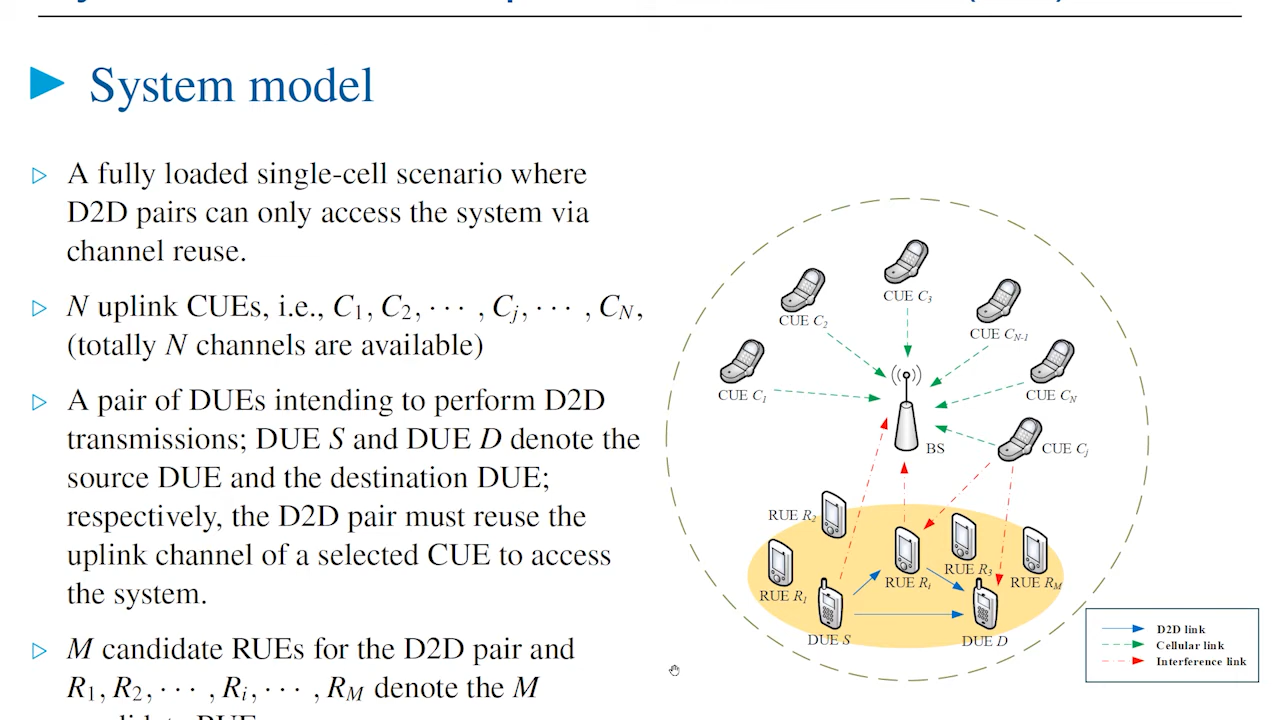 System model
A fully loaded single-cell scenario where
D2D pairs can only access the system via
channel reuse.
N uplink CUEs, i.e., C₁, C₂, ··· , Cⱼ, ··· , C_N,
(totally N channels are available)
A pair of DUEs intending to perform D2D
transmissions; DUE S and DUE D denote the
source DUE and the destination DUE;
respectively, the D2D pair must reuse the
uplink channel of a selected CUE to access
the system.
M candidate RUEs for the D2D pair and
R₁, R₂, ··· , Rᵢ, ··· , R_M denote the M
CUE C₃
CUE C₂
CUE C_N-1
CUE C₁
CUE C_N
BS
CUE Cⱼ
RUE R₂
RUE R₃
RUE Rᵢ
RUE R_M
RUE R₁
DUE S
DUE D
D2D link
Cellular link
Interference link